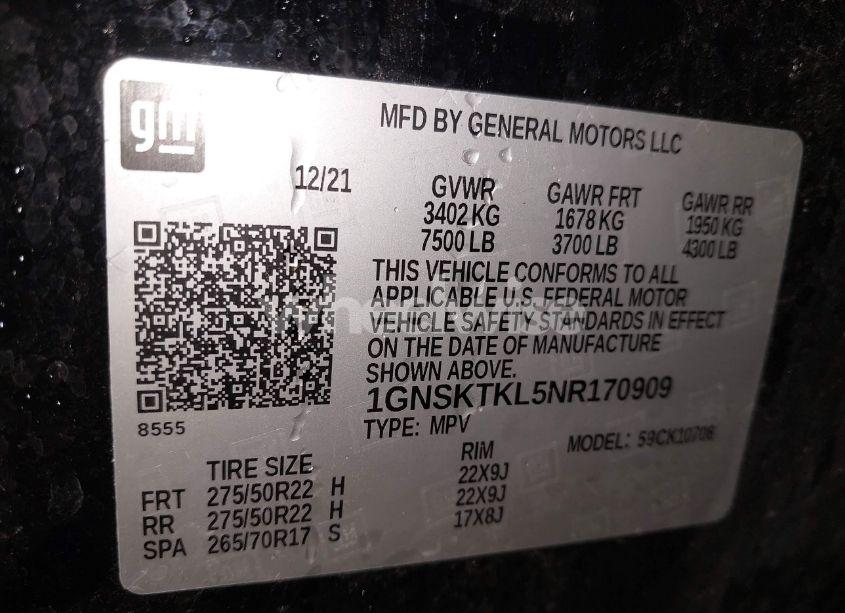 gm
MFD BY GENERAL MOTORS LLC
12/21
GVWR GAWR FRT GAWR RR
3402 KG 1678 KG 1950 KG
7500 LB 3700 LB 4300 LB
THIS VEHICLE CONFORMS TO ALL
APPLICABLE U.S. FEDERAL MOTOR
VEHICLE SAFETY STANDARDS IN EFFECT
ON THE DATE OF MANUFACTURE
SHOWN ABOVE.
1GNSKTKL5NR170909
8555
TYPE: MPV MODEL: 59CK10706
TIRE SIZE RIM
FRT 275/50R22 H 22X9J
RR 275/50R22 H 22X9J
SPA 265/70R17 S 17X8J